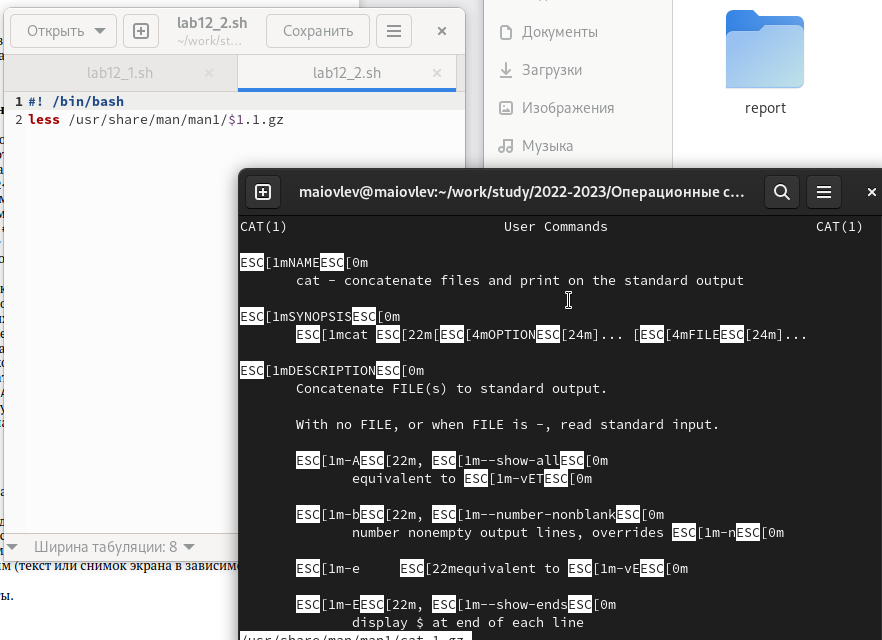 Открыть
lab12_2.sh
~/work/st...
Сохранить
lab12_1.sh
lab12_2.sh
1 #! /bin/bash
2 less /usr/share/man/man1/$1.1.gz
Документы
Загрузки
Изображения
Музыка
report
maiovlev@maiovlev:~/work/study/2022-2023/Операционные с...
CAT(1) User Commands CAT(1)
ESC[1mNAMEESC[0m
cat - concatenate files and print on the standard output
ESC[1mSYNOPSISESC[0m
ESC[1mcat ESC[22m[ESC[4mOPTIONESC[24m]... [ESC[4mFILEESC[24m]...
ESC[1mDESCRIPTIONESC[0m
Concatenate FILE(s) to standard output.
With no FILE, or when FILE is -, read standard input.
ESC[1m-AESC[22m, ESC[1m--show-allESC[0m
equivalent to ESC[1m-vETESC[0m
ESC[1m-bESC[22m, ESC[1m--number-nonblankESC[0m
number nonempty output lines, overrides ESC[1m-nESC[0m
ESC[1m-e ESC[22mequivalent to ESC[1m-vEESC[0m
ESC[1m-EESC[22m, ESC[1m--show-endsESC[0m
display $ at end of each line
/usr/share/man/man1/cat.1.gz
Ширина табуляции: 8
(текст или снимок экрана в зависимо